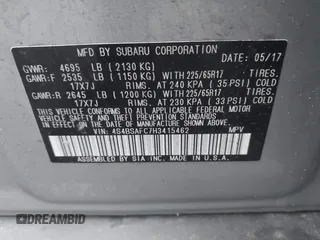 MFD BY SUBARU CORPORATION DATE: 05/17
GVWR: 4695 LB (2130 KG)
GAWR:F 2535 LB (1150 KG) WITH 225/65R17 TIRES.
17X7J RIMS, AT 240 KPA ( 35 PSI) COLD
GAWR:R 2645 LB (1200 KG) WITH 225/65R17 TIRES.
17X7J RIMS, AT 230 KPA ( 33 PSI) COLD
THIS VEHICLE CONFORMS TO ALL APPLICABLE FEDERAL MOTOR
VEHICLE SAFETY AND BUMPER STANDARDS IN EFFECT ON THE
DATE OF MANUFACTURE SHOWN ABOVE.
VIN: 4S4BSAFC7H3415462 MPV
ASSEMBLED BY SIA INC. MADE IN U.S.A.
DREAMBID
dreambid.com